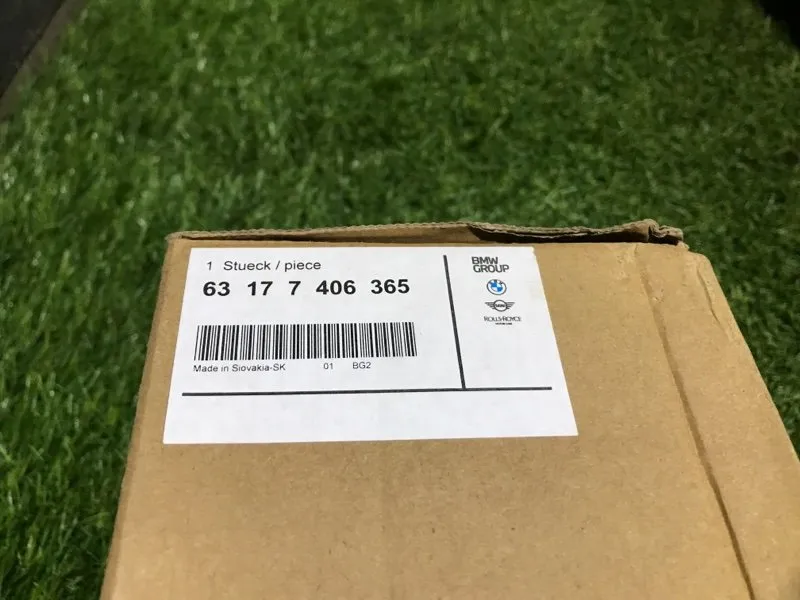 1 Stueck / piece
63 17 7 406 365
Made in Slovakia-SK 01 BG2
BMW
GROUP
ROLLS-ROYCE